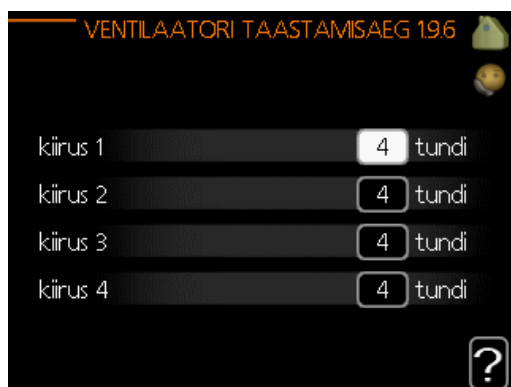 VENTILAATORI TAASTAMISAEG 1.9.6
kiirus 1 4 tundi
kiirus 2 4 tundi
kiirus 3 4 tundi
kiirus 4 4 tundi
?